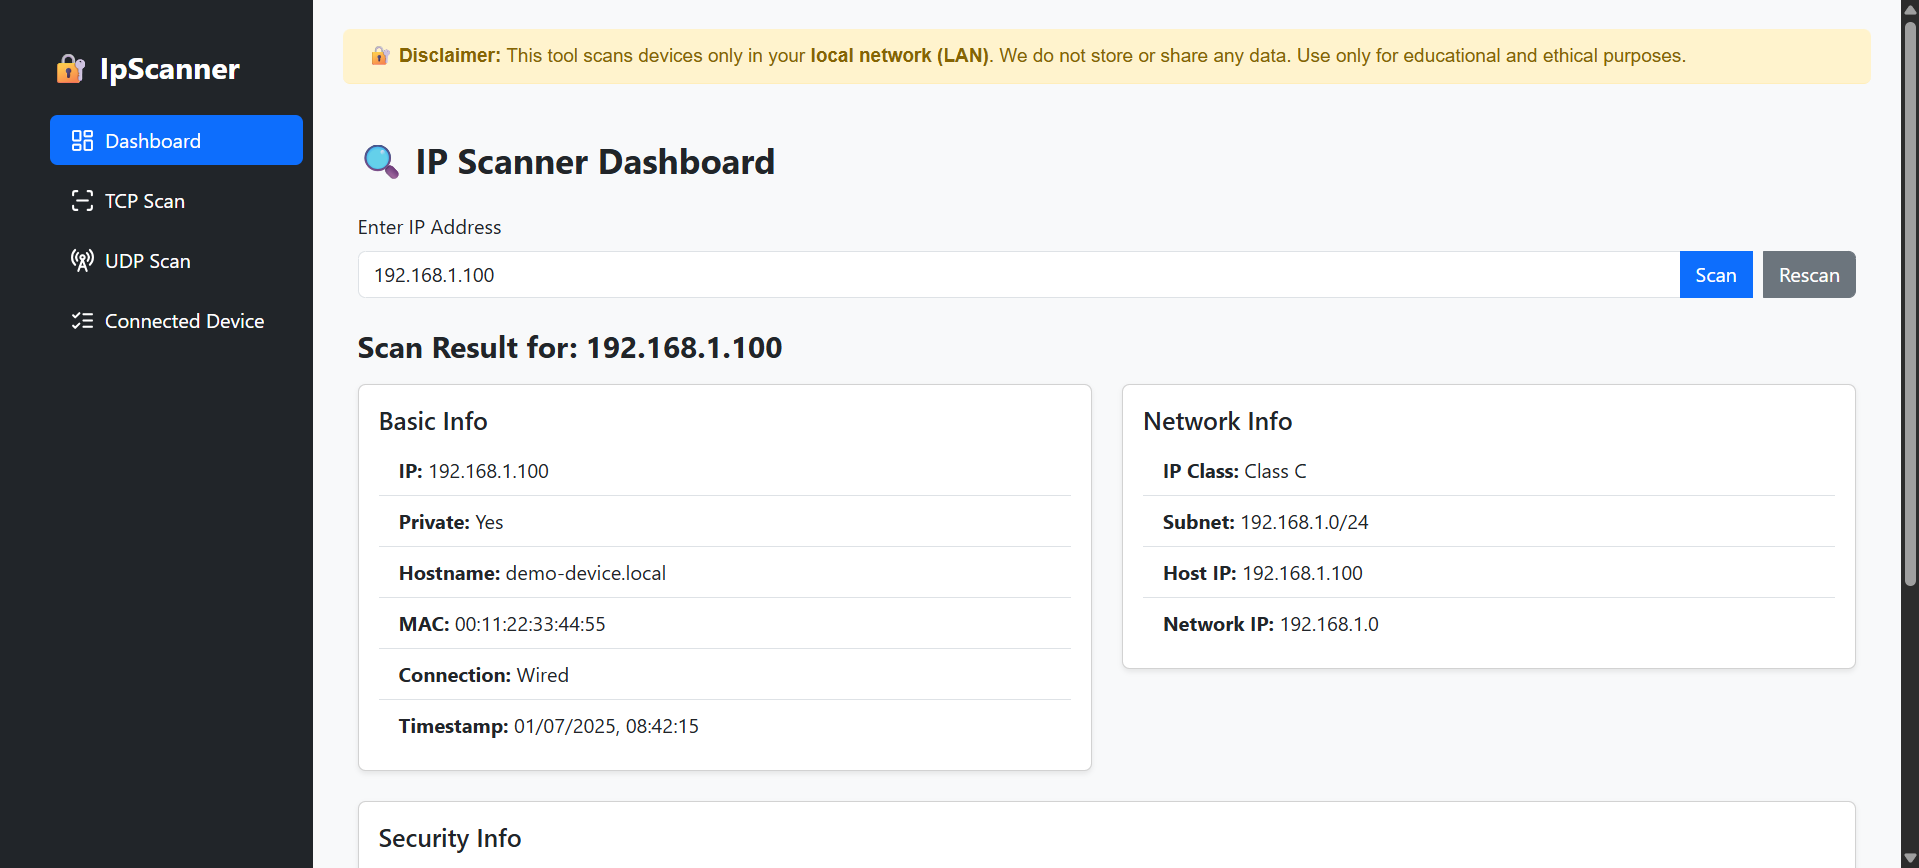 IpScanner
Dashboard
TCP Scan
UDP Scan
Connected Device
Disclaimer: This tool scans devices only in your local network (LAN). We do not store or share any data. Use only for educational and ethical purposes.
IP Scanner Dashboard
Enter IP Address
192.168.1.100
Scan
Rescan
Scan Result for: 192.168.1.100
Basic Info
IP: 192.168.1.100
Private: Yes
Hostname: demo-device.local
MAC: 00:11:22:33:44:55
Connection: Wired
Timestamp: 01/07/2025, 08:42:15
Network Info
IP Class: Class C
Subnet: 192.168.1.0/24
Host IP: 192.168.1.100
Network IP: 192.168.1.0
Security Info